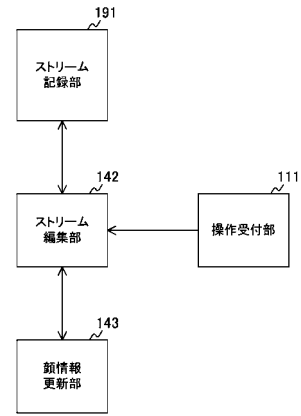 191
ストリーム
記録部
142
ストリーム
編集部
111
操作受付部
143
顔情報
更新部